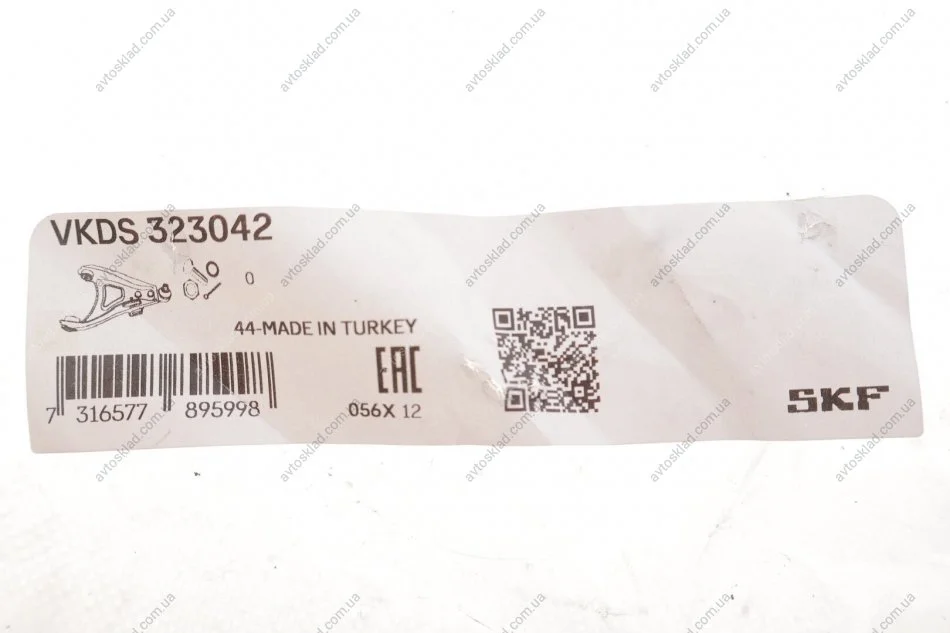 VKDS 323042
0
44-MADE IN TURKEY
EAC
7 316577 895998
056X 12
SKF
avtosklad.com.ua